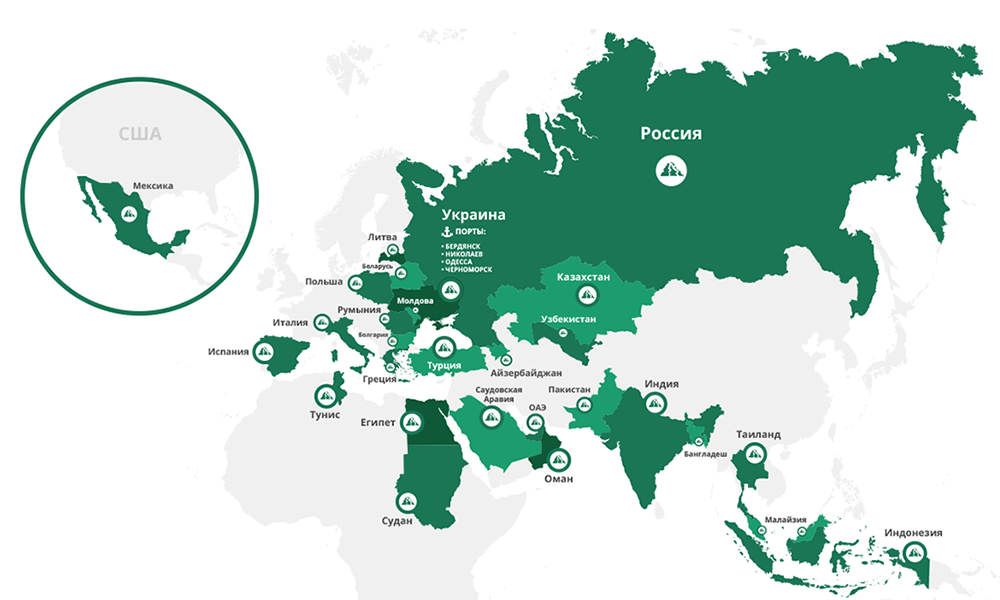 США
Мексика
Россия
Украина
ПОРТЫ:
• БЕРДЯНСК
• НИКОЛАЕВ
• ОДЕССА
• ЧЕРНОМОРСК
Литва
Беларусь
Польша
Молдова
Румыния
Италия
Болгария
Испания
Греция
Турция
Казахстан
Узбекистан
Айзербайджан
Тунис
Египет
Судан
Саудовская
Аравия
ОАЭ
Оман
Пакистан
Индия
Бангладеш
Таиланд
Малайзия
Индонезия